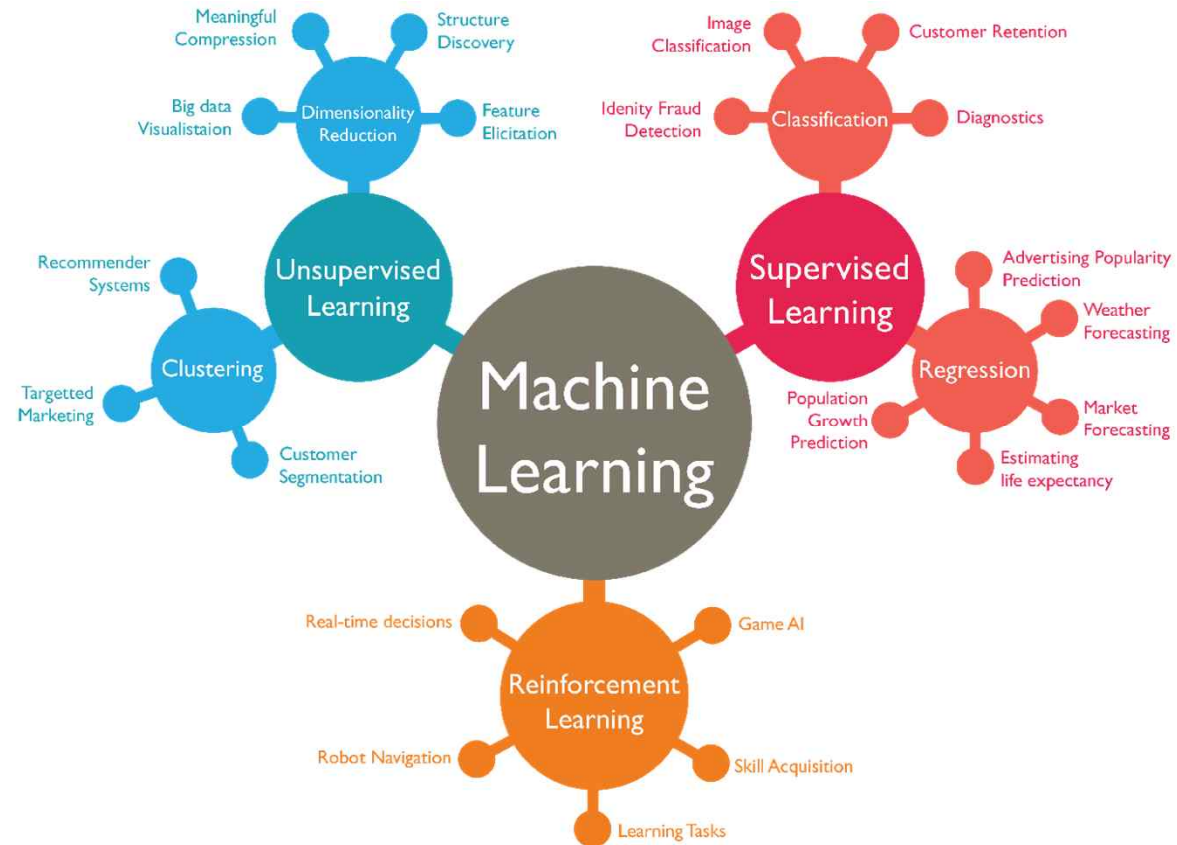 Meaningful
Compression
Structure
Discovery
Big data
Visualistaion
Dimensionality
Reduction
Feature
Elicitation
Image
Classification
Customer Retention
Idenity Fraud
Detection
Classification
Diagnostics
Recommender
Systems
Unsupervised
Learning
Clustering
Targetted
Marketing
Customer
Segmentation
Machine
Learning
Supervised
Learning
Advertising Popularity
Prediction
Weather
Forecasting
Regression
Population
Growth
Prediction
Market
Forecasting
Estimating
life expectancy
Real-time decisions
Game AI
Reinforcement
Learning
Robot Navigation
Skill Acquisition
Learning Tasks